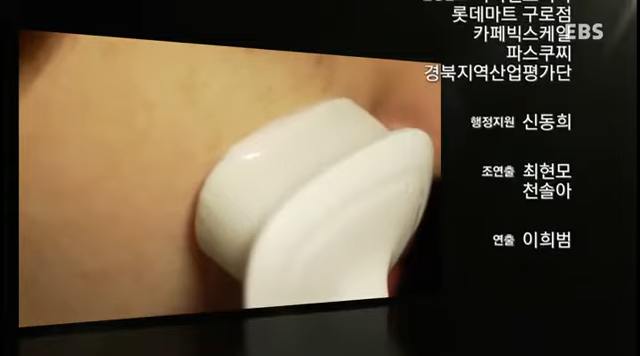 롯데마트 구로점
카페빅스케일
EBS
파스쿠찌
경북지역산업평가단
행정지원 신동희
조연출 최현모
천솔아
연출 이희범